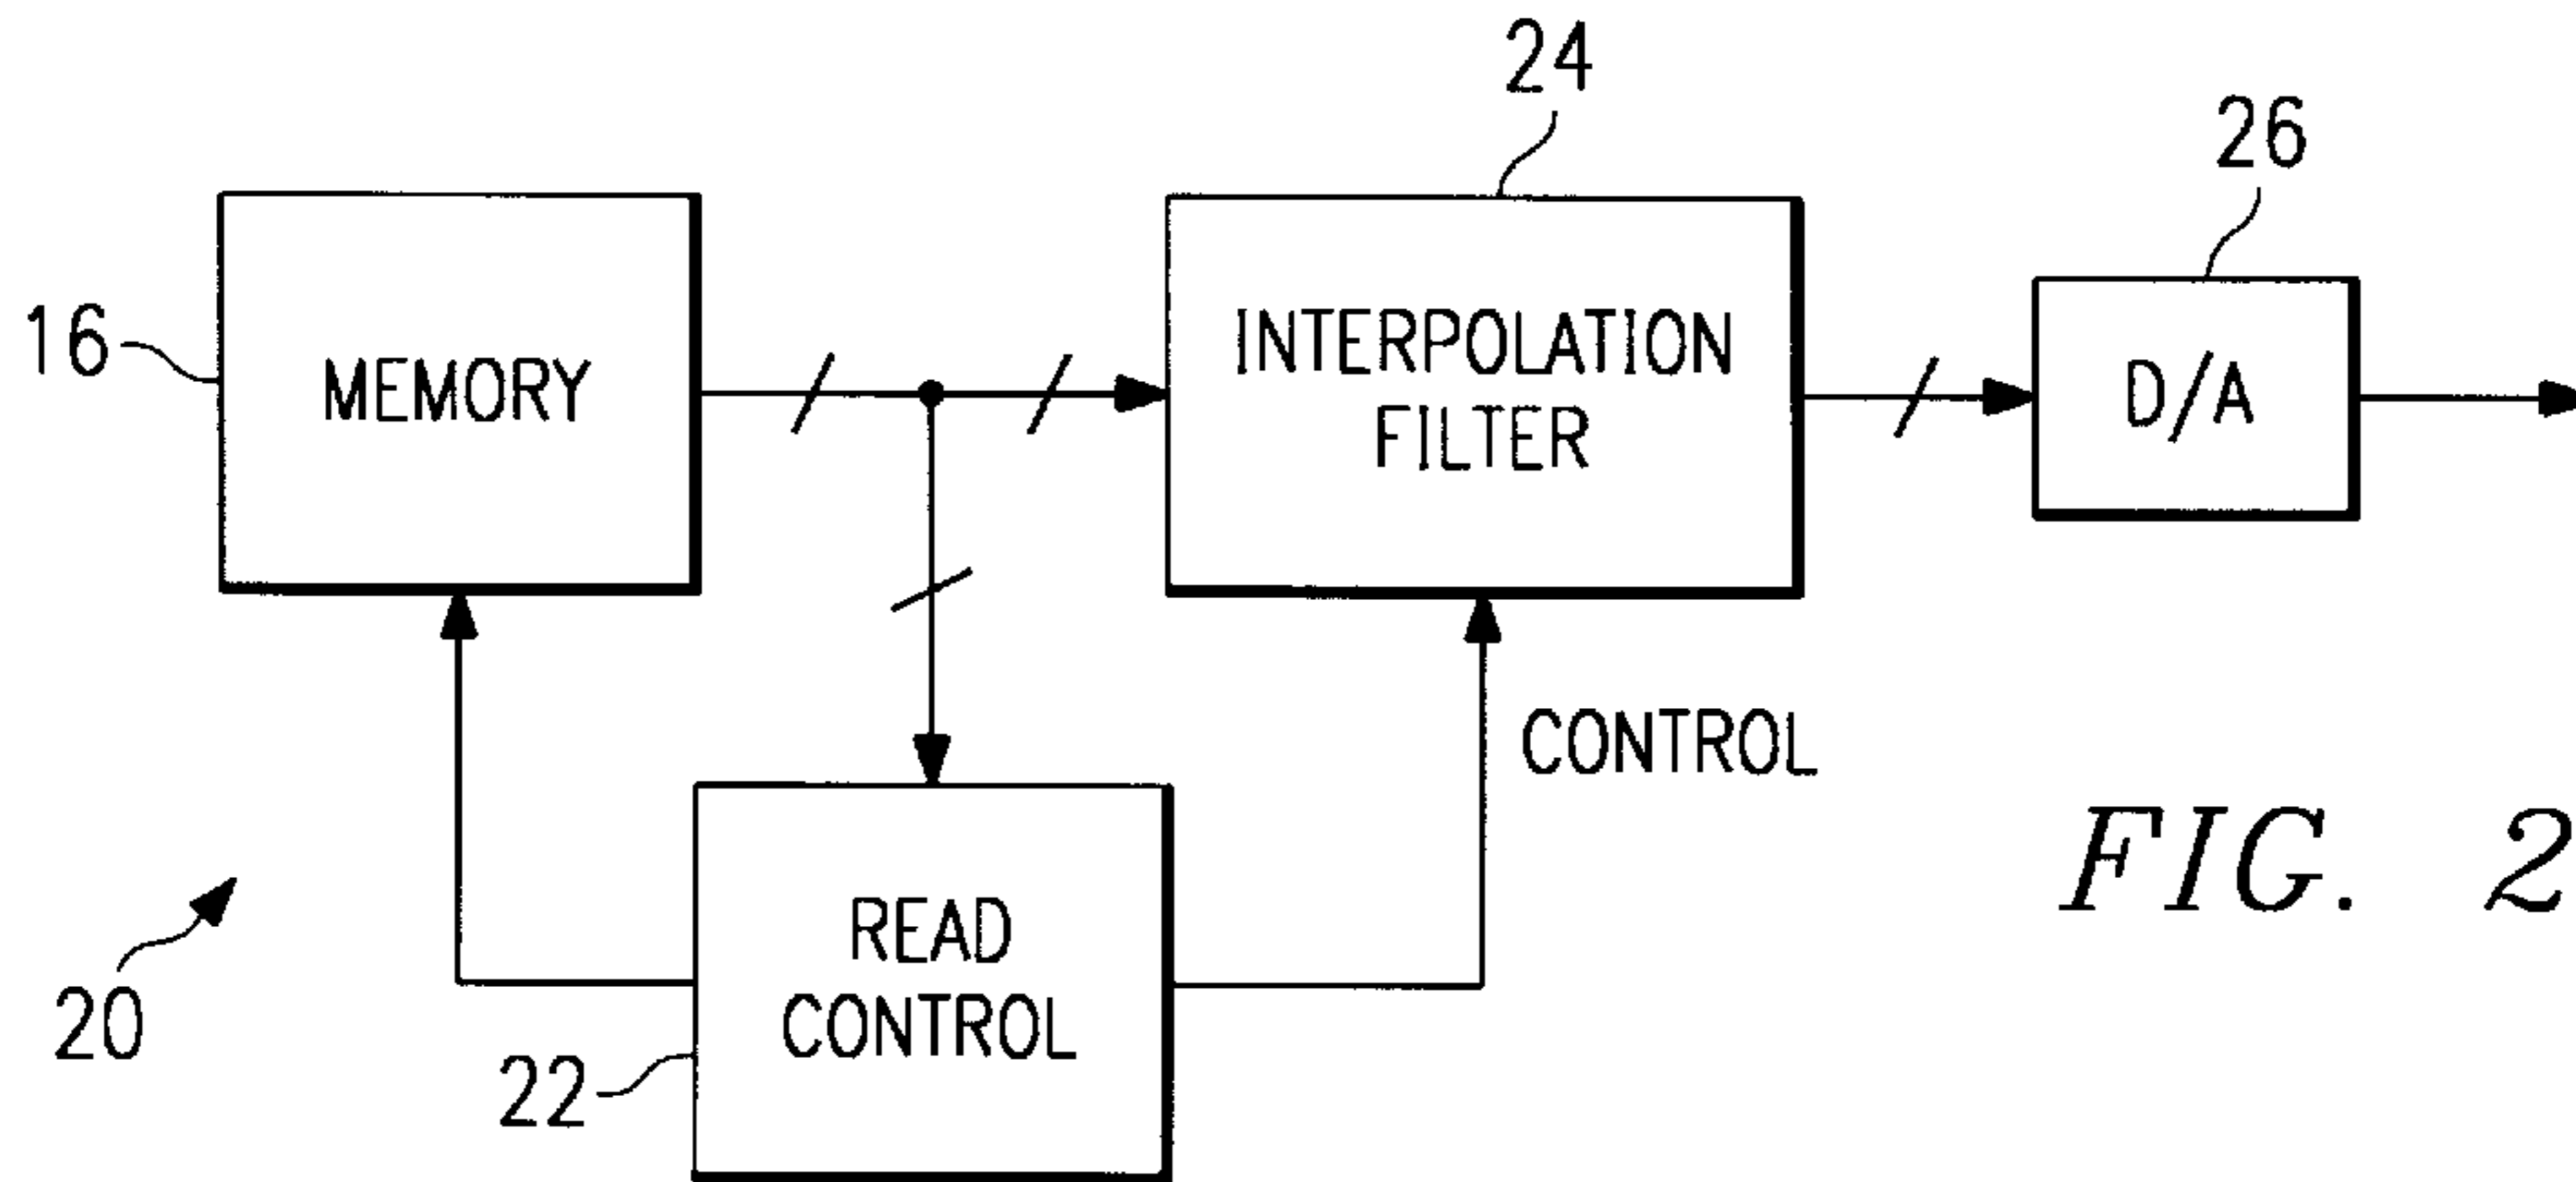 24
26
16
MEMORY
INTERPOLATION
FILTER
D/A
CONTROL
FIG. 2
READ
CONTROL
20
22